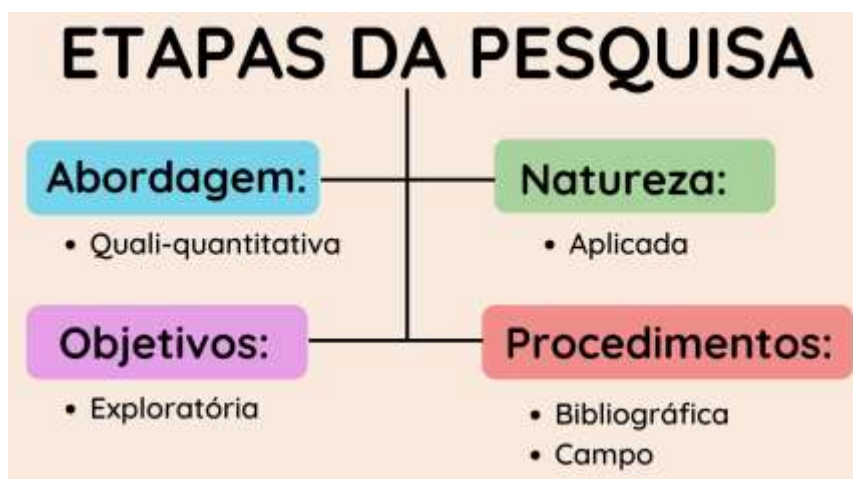 ETAPAS DA PESQUISA
Abordagem:
• Quali-quantitativa
Natureza:
• Aplicada
Objetivos:
• Exploratória
Procedimentos:
• Bibliográfica
• Campo